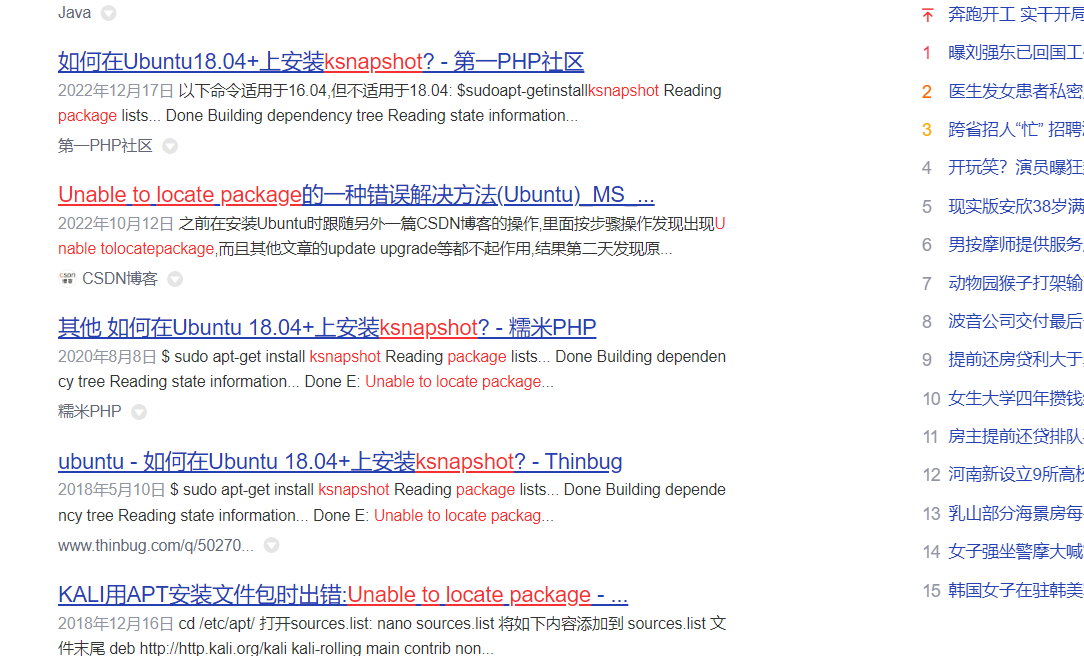 Java
如何在Ubuntu18.04+上安装ksnapshot? - 第一PHP社区
2022年12月17日 以下命令适用于16.04,但不适用于18.04: $sudoapt-getinstallksnapshot Reading
package lists... Done Building dependency tree Reading state information...
第一PHP社区
Unable to locate package的一种错误解决方法(Ubuntu)_MS_...
2022年10月12日 之前在安装Ubuntu时跟随另外一篇CSDN博客的操作,里面按步骤操作发现出现U
nable tolocatepackage,而且其他文章的update upgrade等都不起作用,结果第二天发现原...
CSDN博客
其他 如何在Ubuntu 18.04+上安装ksnapshot? - 糯米PHP
2020年8月8日 $ sudo apt-get install ksnapshot Reading package lists... Done Building dependen
cy tree Reading state information... Done E: Unable to locate package...
糯米PHP
ubuntu - 如何在Ubuntu 18.04+上安装ksnapshot? - Thinbug
2018年5月10日 $ sudo apt-get install ksnapshot Reading package lists... Done Building depende
ncy tree Reading state information... Done E: Unable to locate packag...
www.thinbug.com/q/50270...
KALI用APT安装文件包时出错:Unable to locate package - ...
2018年12月16日 cd /etc/apt/ 打开sources.list: nano sources.list 将如下内容添加到 sources.list 文
件末尾 deb http://http.kali.org/kali kali-rolling main contrib non...
奔跑开工 实干开局
1 曝刘强东已回国工
2 医生发女患者私密
3 跨省招人“忙” 招聘
4 开玩笑？演员曝狂
5 现实版安欣38岁满
6 男按摩师提供服务
7 动物园猴子打架输
8 波音公司交付最后
9 提前还房贷利大于
10 女生大学四年攒钱
11 房主提前还贷排队
12 河南新设立9所高校
13 乳山部分海景房每
14 女子强坐警摩大喊
15 韩国女子在驻韩美